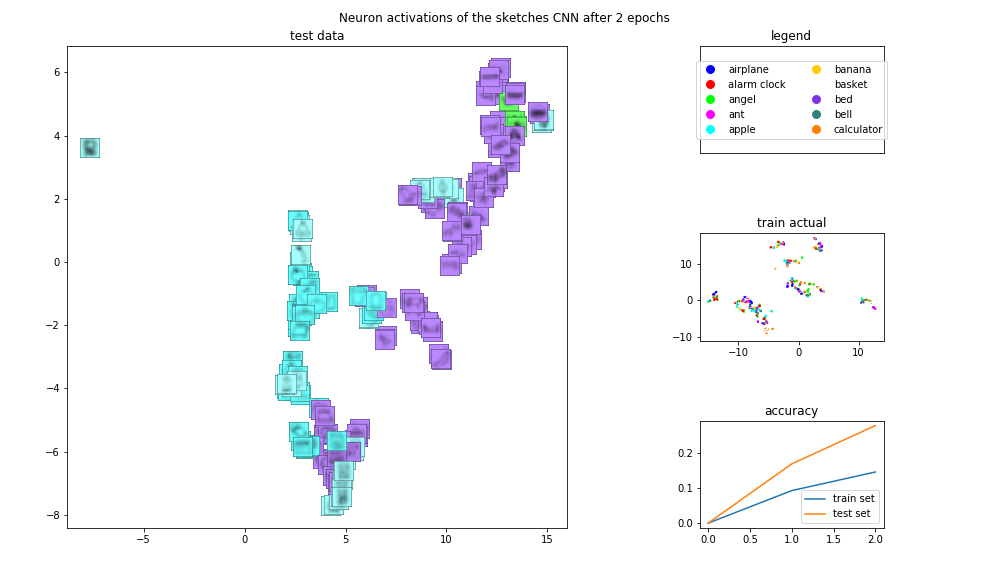 Neuron activations of the sketches CNN after 2 epochs
test data
6
4
2
0
−2
−4
−6
−8
−5
0
5
10
15
legend
airplane
alarm clock
angel
ant
apple
banana
basket
bed
bell
calculator
train actual
10
0
−10
−10
0
10
accuracy
0.2
0.1
0.0
train set
test set
0.0
0.5
1.0
1.5
2.0